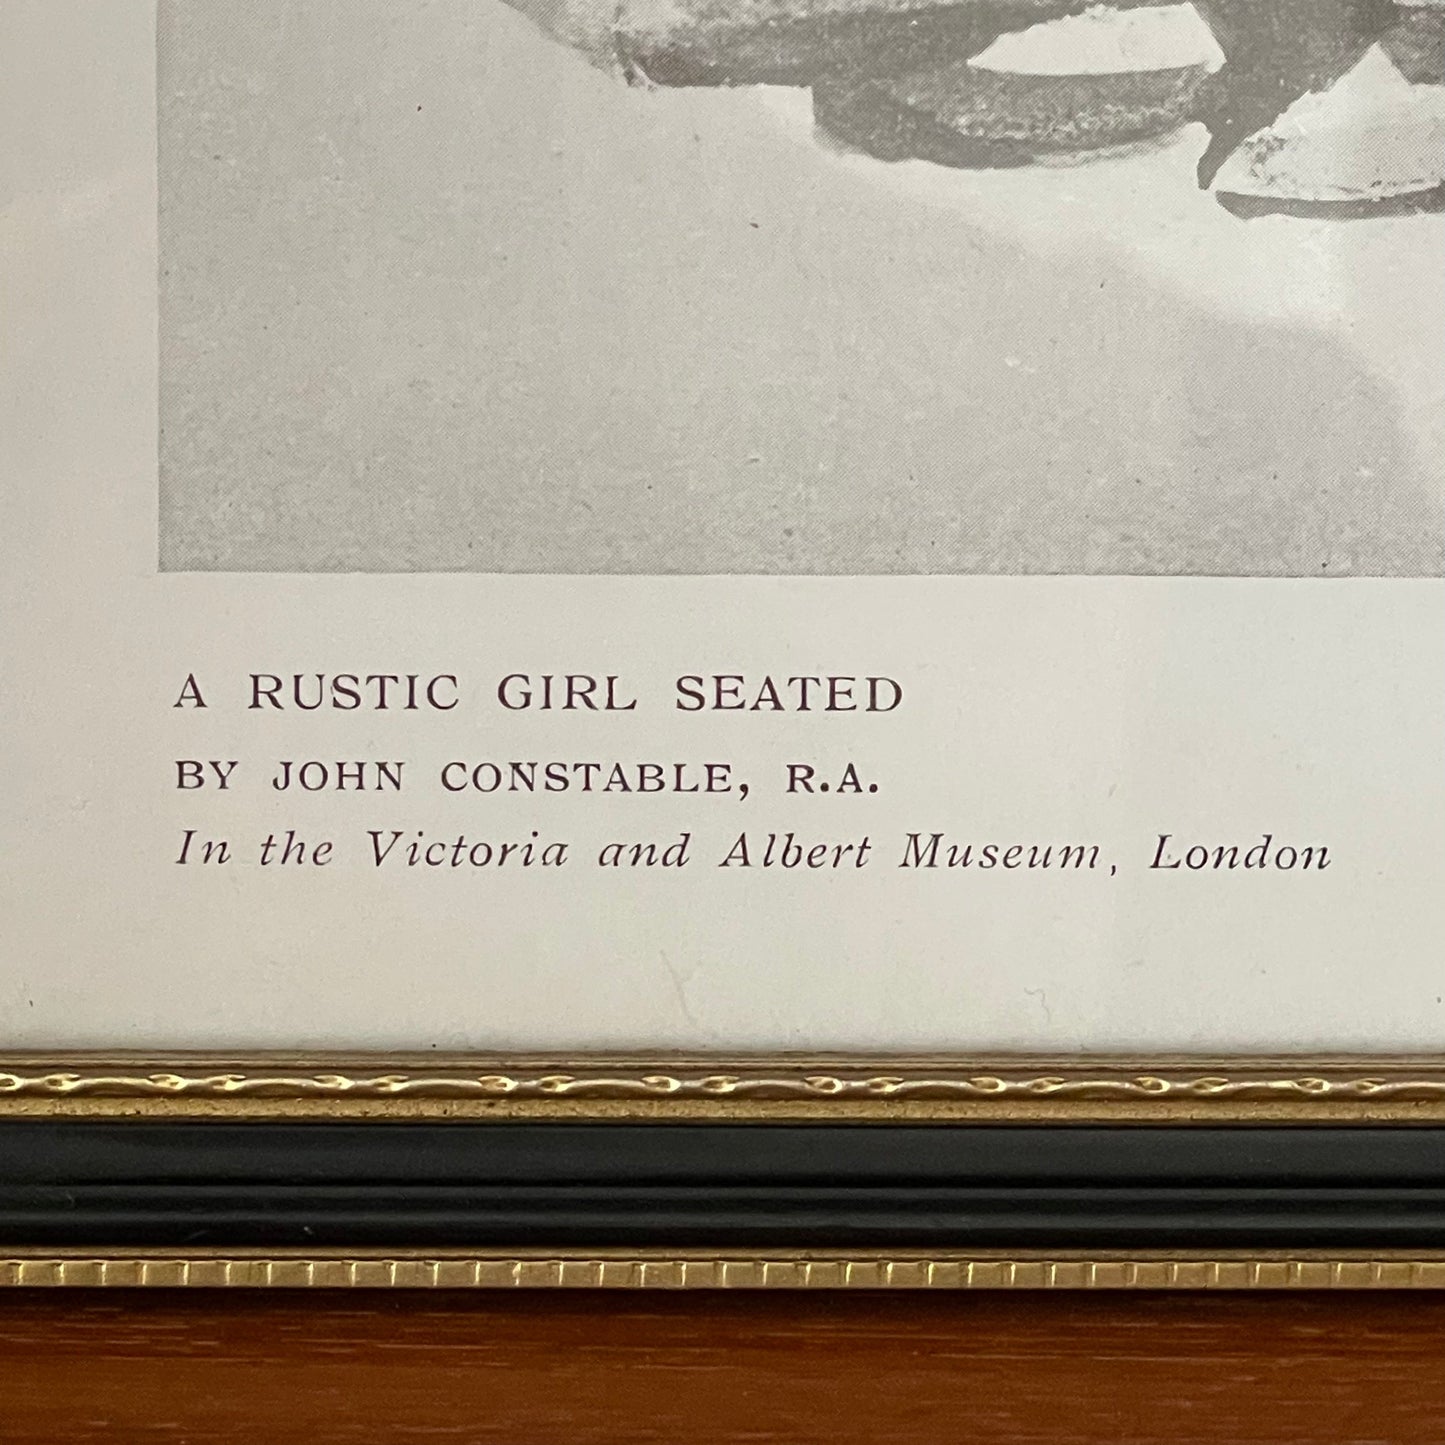 A RUSTIC GIRL SEATED
BY JOHN CONSTABLE, R.A.
In the Victoria and Albert Museum, London